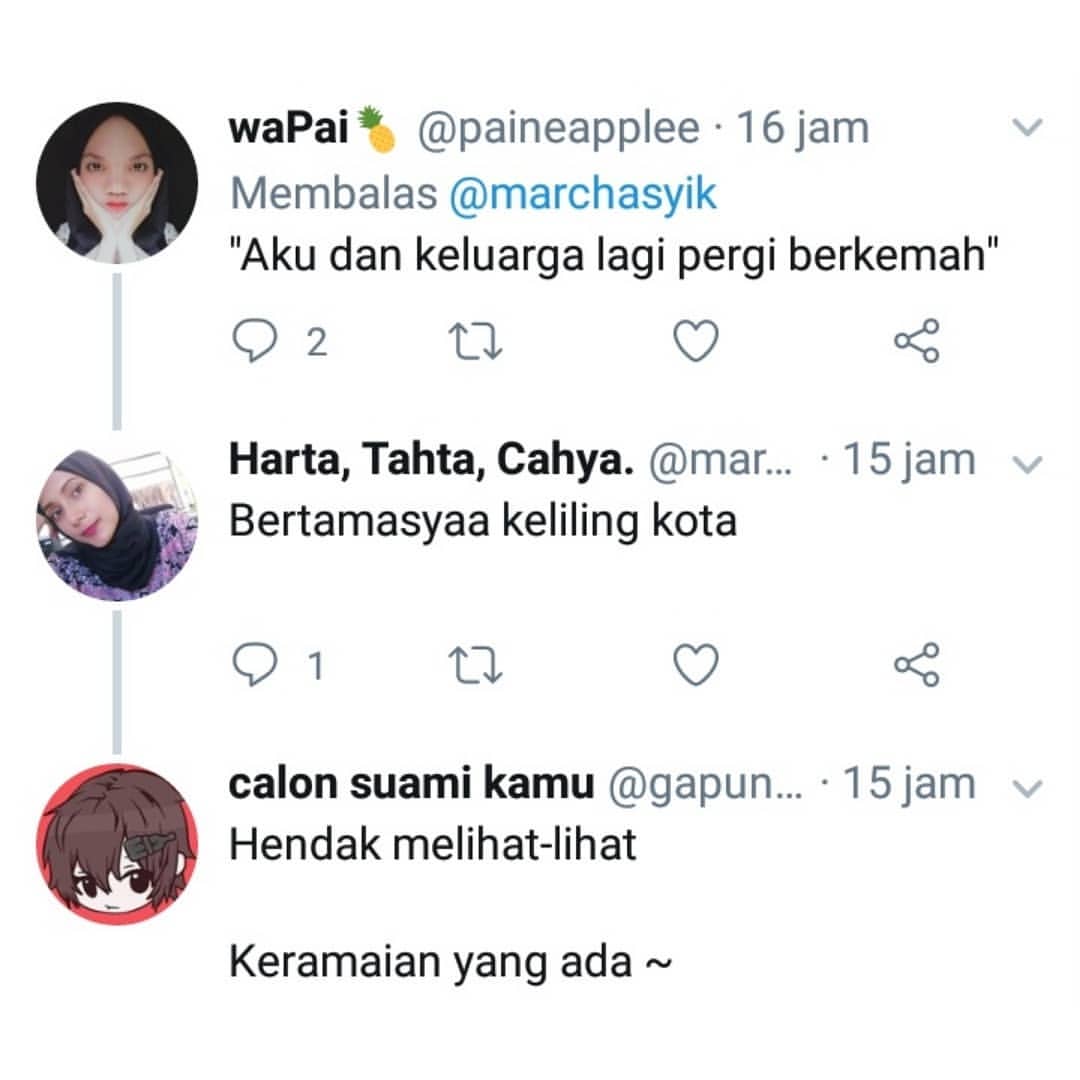 waPai🍍 @paineapplee · 16 jam
Membalas @marchasyik
"Aku dan keluarga lagi pergi berkemah"
2
Harta, Tahta, Cahya. @mar... · 15 jam
Bertamasyaa keliling kota
1
calon suami kamu @gapun... · 15 jam
Hendak melihat-lihat
Keramaian yang ada ~